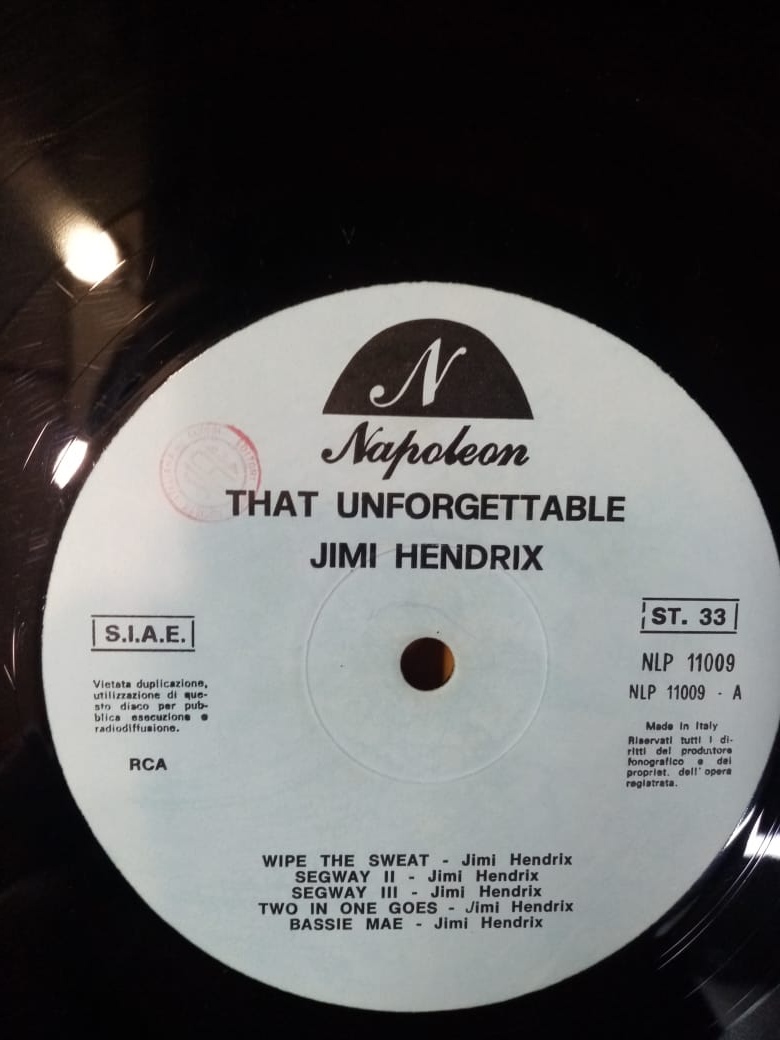 N
Napoleon
THAT UNFORGETTABLE
JIMI HENDRIX
S.I.A.E.
Vietata duplicazione,
utilizzazione di que-
sto disco per pub-
blica esecuzione e
radiodiffusione.
RCA
ST. 33
NLP 11009
NLP 11009 - A
Made in Italy
Riservati tutti i di-
ritti del produttore
fonografico e dei
propriet. dell'opera
registrata.
WIPE THE SWEAT - Jimi Hendrix
SEGWAY II - Jimi Hendrix
SEGWAY III - Jimi Hendrix
TWO IN ONE GOES - Jimi Hendrix
BASSIE MAE - Jimi Hendrix